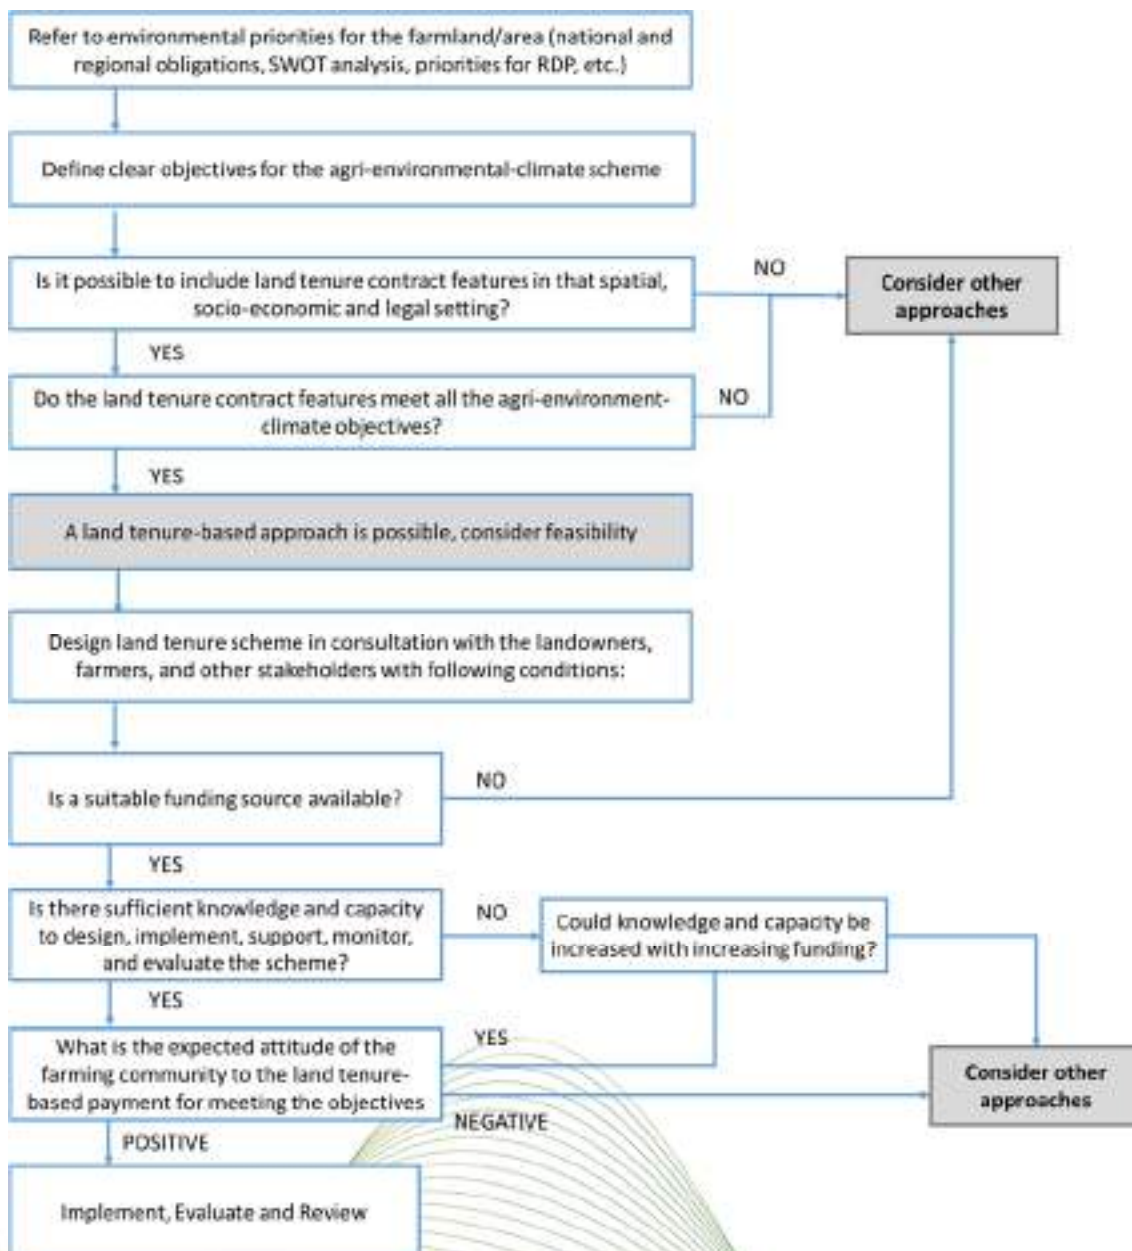 Refer to environmental priorities for the farmland/area (national and
regional obligations, SWOT analysis, priorities for RDP, etc.)
Define clear objectives for the agri-environmental-climate scheme
Is it possible to include land tenure contract features in that spatial,
socio-economic and legal setting?
NO
Consider other
approaches
YES
Do the land tenure contract features meet all the agri-environment-
climate objectives?
NO
YES
A land tenure-based approach is possible, consider feasibility
Design land tenure scheme in consultation with the landowners,
farmers, and other stakeholders with following conditions:
Is a suitable funding source available?
NO
YES
Is there sufficient knowledge and capacity
to design, implement, support, monitor,
and evaluate the scheme?
NO
Could knowledge and capacity be
increased with increasing funding?
YES
What is the expected attitude of the
farming community to the land tenure-
based payment for meeting the objectives
YES
NEGATIVE
Consider other
approaches
POSITIVE
Implement, Evaluate and Review